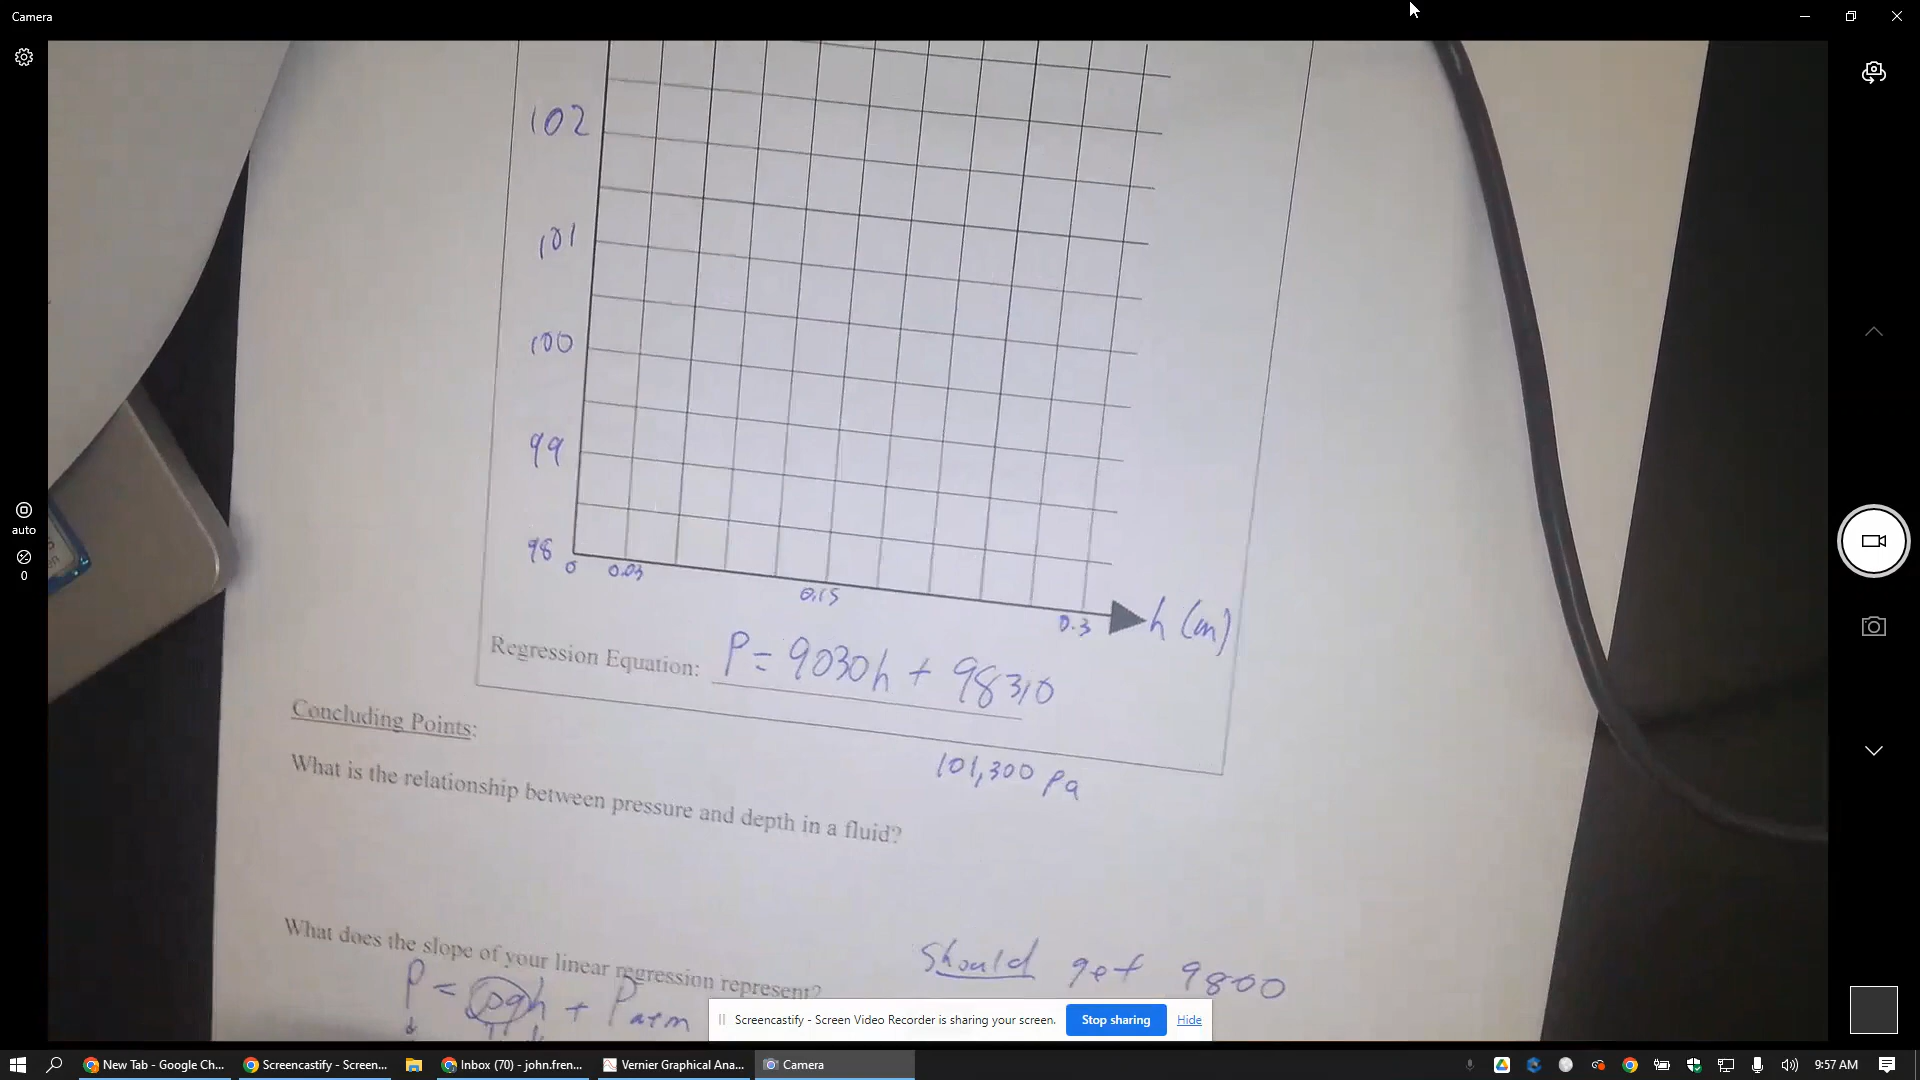 Camera
102
101
100
99
98
0 0.03 0.15 0.3 h (m)
Regression Equation: P = 9030h + 98310
Concluding Points:
101,300 Pa
What is the relationship between pressure and depth in a fluid?
What does the slope of your linear regression represent?
Should get 9800
P = ρgh + Patm
auto
0
Screencastify - Screen Video Recorder is sharing your screen. Stop sharing Hide
New Tab - Google Ch... Screencastify - Screen... Inbox (70) - john.fren... Vernier Graphical Ana... Camera 9:57 AM